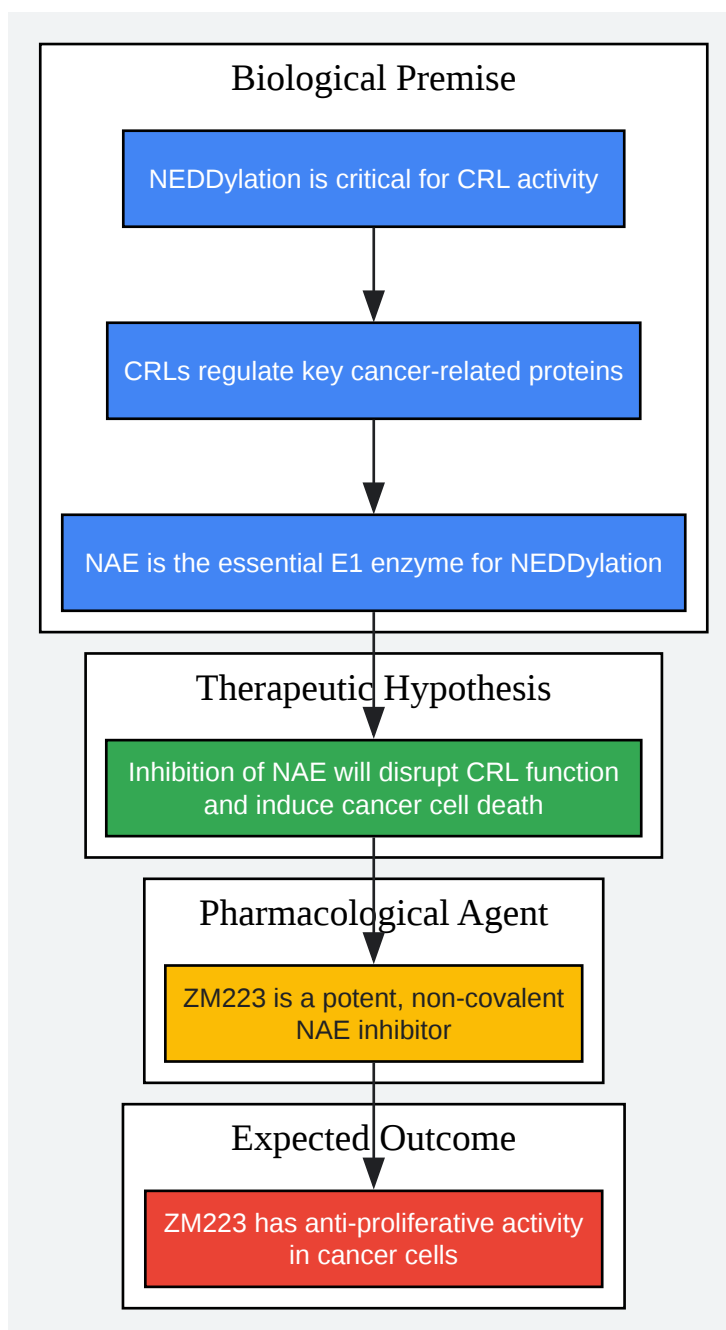 Biological Premise
NEDDylation is critical for CRL activity
CRLs regulate key cancer-related proteins
NAE is the essential E1 enzyme for NEDDylation
Therapeutic Hypothesis
Inhibition of NAE will disrupt CRL function
and induce cancer cell death
Pharmacological Agent
ZM223 is a potent, non-covalent
NAE inhibitor
Expected Outcome
ZM223 has anti-proliferative activity
in cancer cells